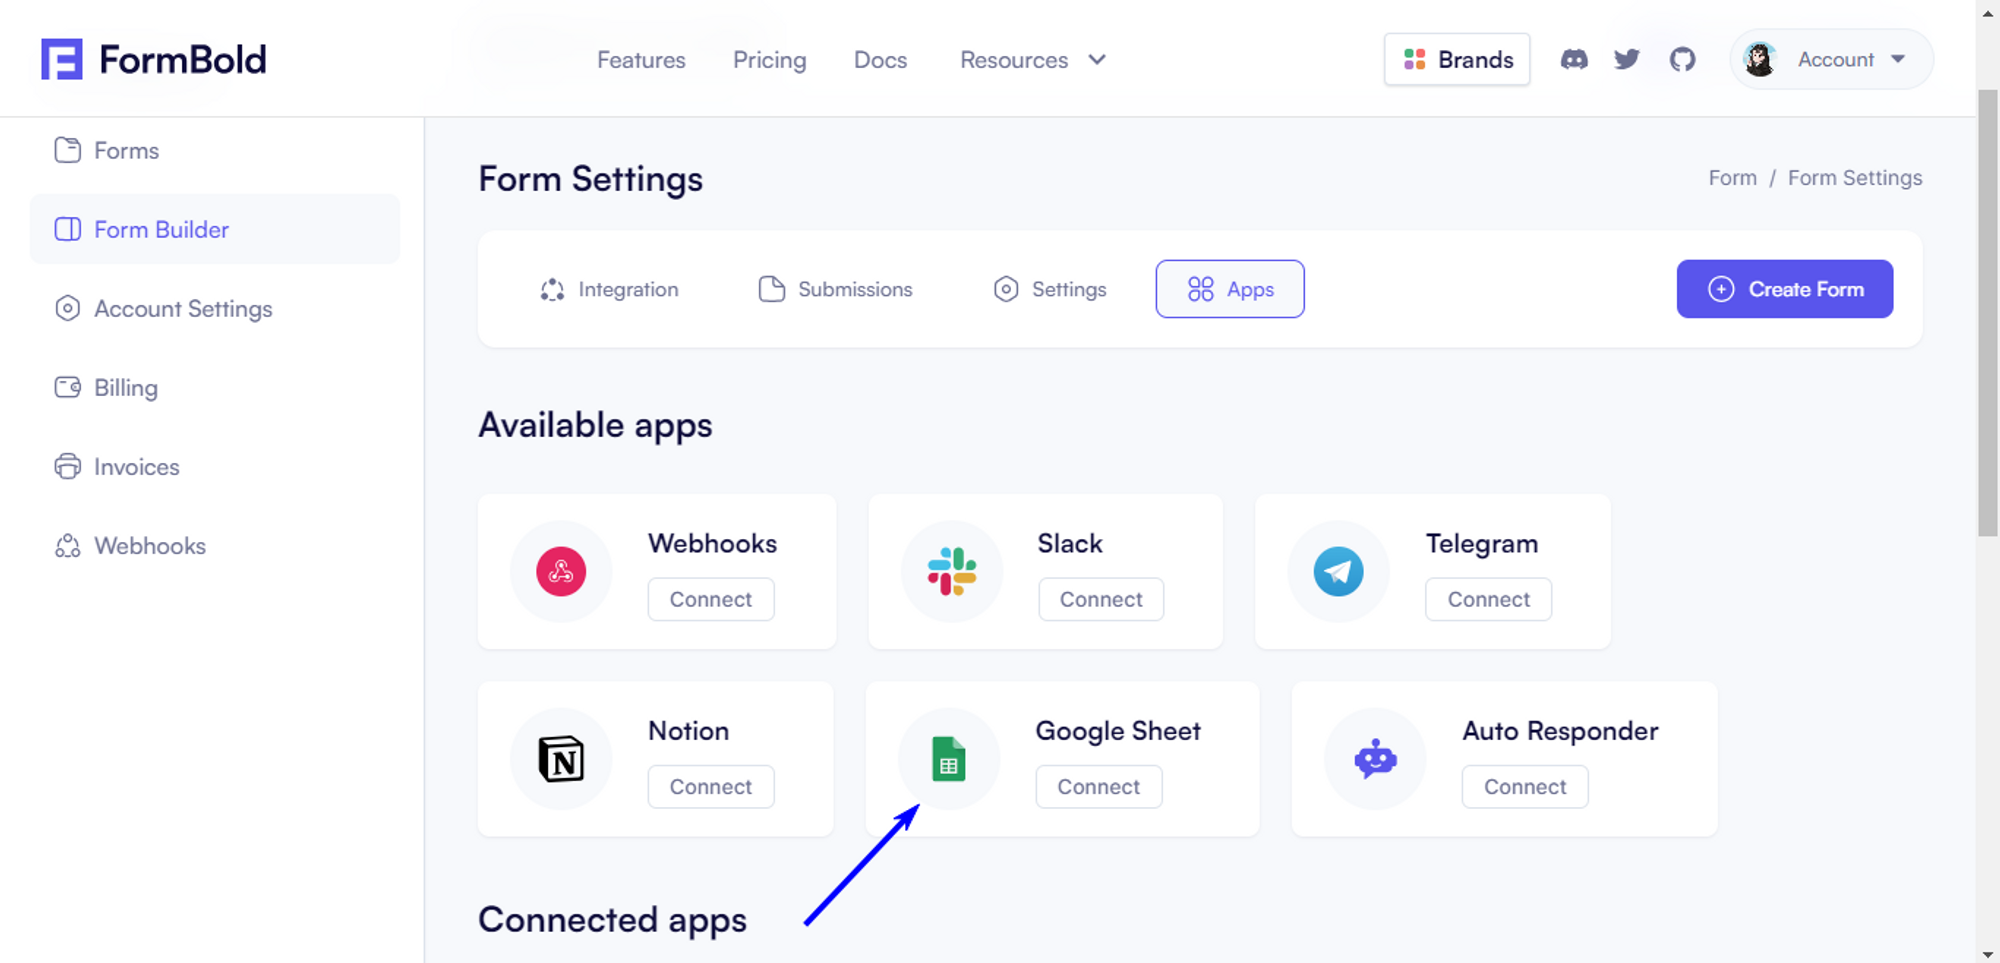 FormBold
Features Pricing Docs Resources
Brands
Account
Forms
Form Builder
Account Settings
Billing
Invoices
Webhooks
Form Settings
Form / Form Settings
Integration Submissions Settings Apps
Create Form
Available apps
Webhooks
Connect
Slack
Connect
Telegram
Connect
Notion
Connect
Google Sheet
Connect
Auto Responder
Connect
Connected apps